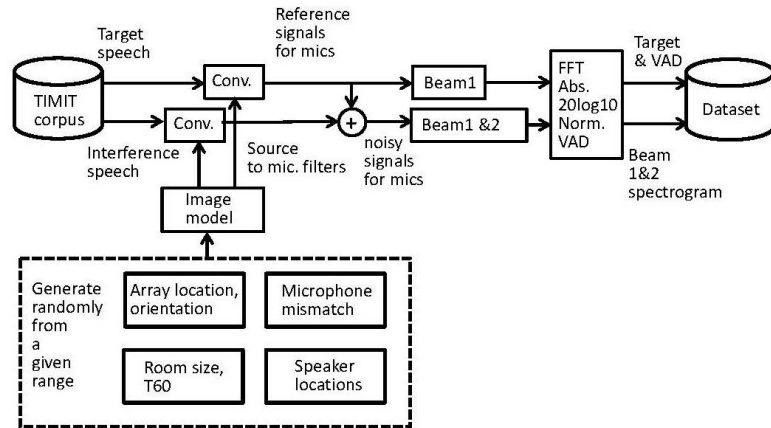 Target
speech
Reference
signals
for mics
TIMIT
corpus
Conv.
Conv.
Interference
speech
Source
to mic. filters
+
noisy
signals
for mics
Beam1
Beam1 &2
FFT
Abs.
20log10
Norm.
VAD
Target
& VAD
Dataset
Beam
1&2
spectrogram
Image
model
Generate
randomly
from
a
given
range
Array location,
orientation
Microphone
mismatch
Room size,
T60
Speaker
locations